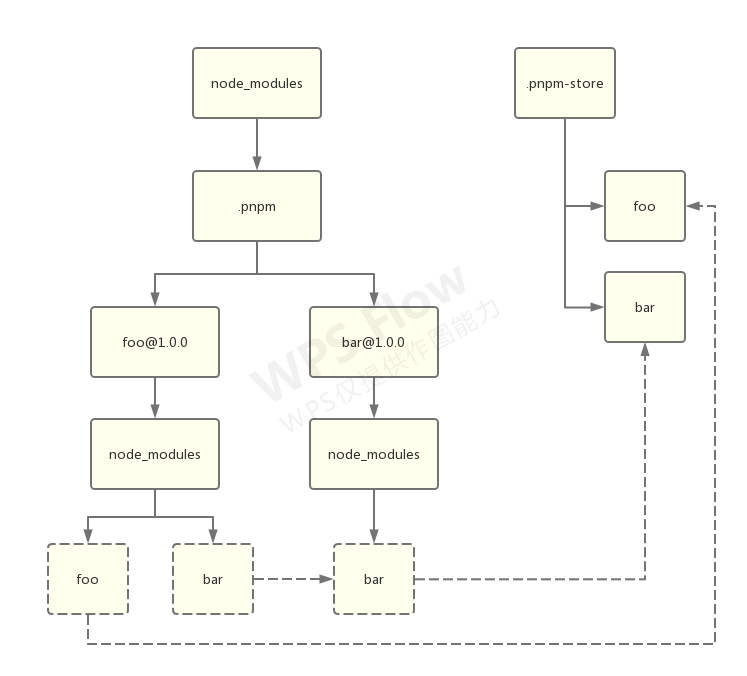 node_modules
.pnpm-store
.pnpm
foo
bar
foo@1.0.0
bar@1.0.0
WPS Flow
WPS仅提供作图能力
node_modules
node_modules
foo
bar
bar